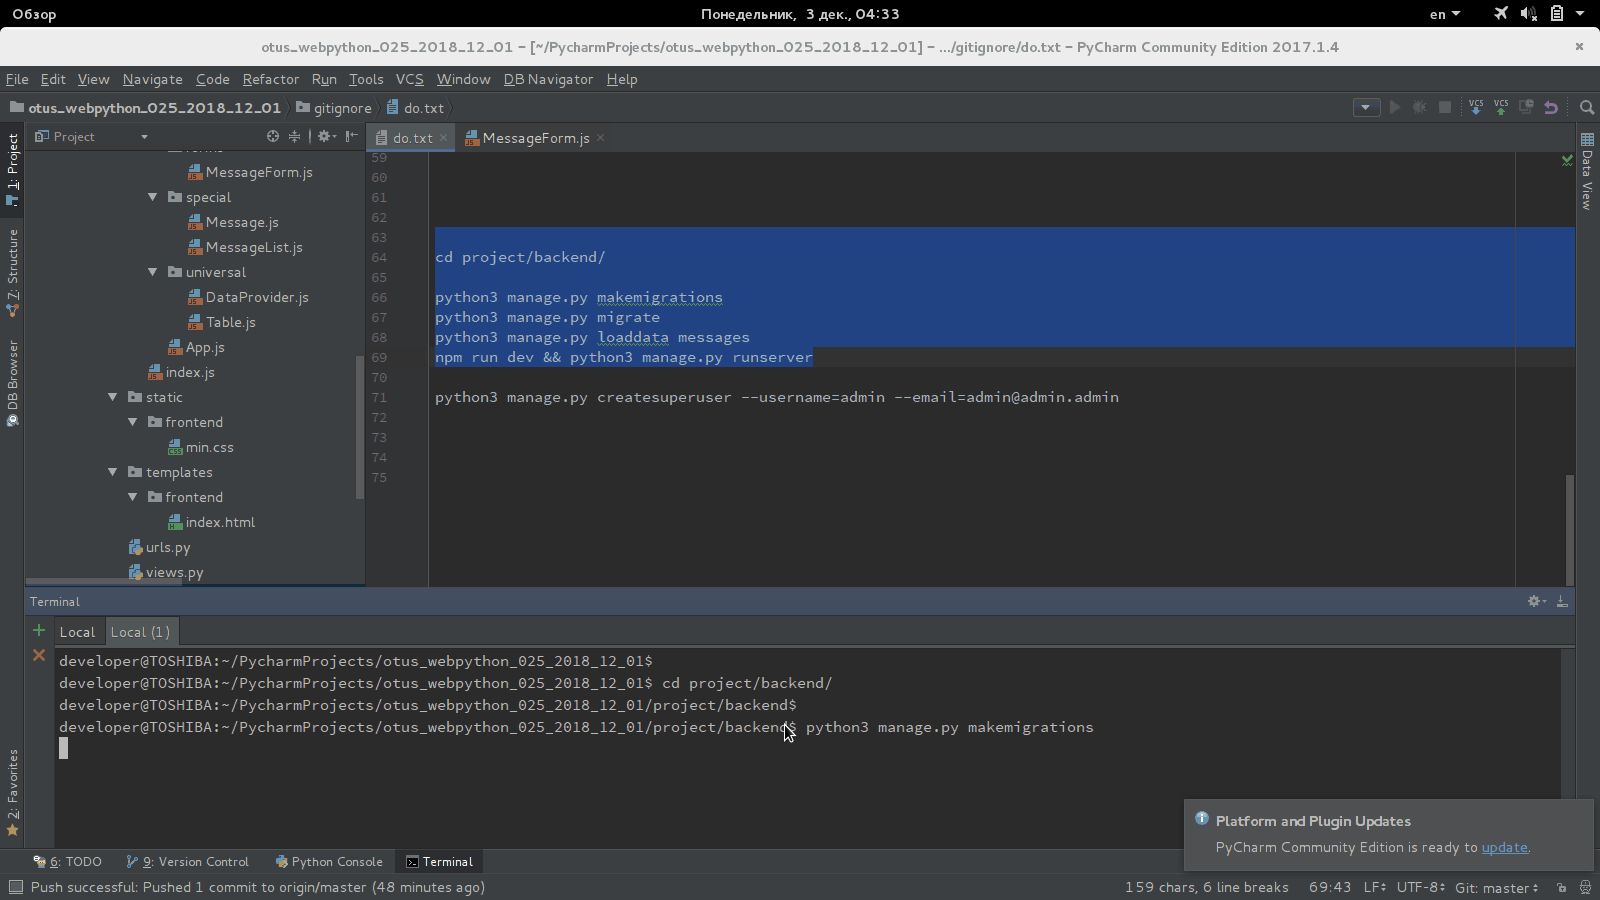 Обзор
Понедельник, 3 дек., 04:33
en
otus_webpython_025_2018_12_01 – [~/PycharmProjects/otus_webpython_025_2018_12_01] – .../gitignore/do.txt – PyCharm Community Edition 2017.1.4
File Edit View Navigate Code Refactor Run Tools VCS Window DB Navigator Help
otus_webpython_025_2018_12_01 gitignore do.txt
VCS VCS
Project
do.txt MessageForm.js
1: Project
7: Structure
DB Browser
2: Favorites
Data View
MessageForm.js
special
Message.js
MessageList.js
universal
DataProvider.js
Table.js
App.js
index.js
static
frontend
min.css
templates
frontend
index.html
urls.py
views.py
59
60
61
62
63
64 cd project/backend/
65
66 python3 manage.py makemigrations
67 python3 manage.py migrate
68 python3 manage.py loaddata messages
69 npm run dev && python3 manage.py runserver
70
71 python3 manage.py createsuperuser --username=admin --email=admin@admin.admin
72
73
74
75
Terminal
Local Local (1)
developer@TOSHIBA:~/PycharmProjects/otus_webpython_025_2018_12_01$
developer@TOSHIBA:~/PycharmProjects/otus_webpython_025_2018_12_01$ cd project/backend/
developer@TOSHIBA:~/PycharmProjects/otus_webpython_025_2018_12_01/project/backend$
developer@TOSHIBA:~/PycharmProjects/otus_webpython_025_2018_12_01/project/backend$ python3 manage.py makemigrations
Platform and Plugin Updates
PyCharm Community Edition is ready to update.
6: TODO 9: Version Control Python Console Terminal
Push successful: Pushed 1 commit to origin/master (48 minutes ago)
159 chars, 6 line breaks 69:43 LF UTF-8 Git: master